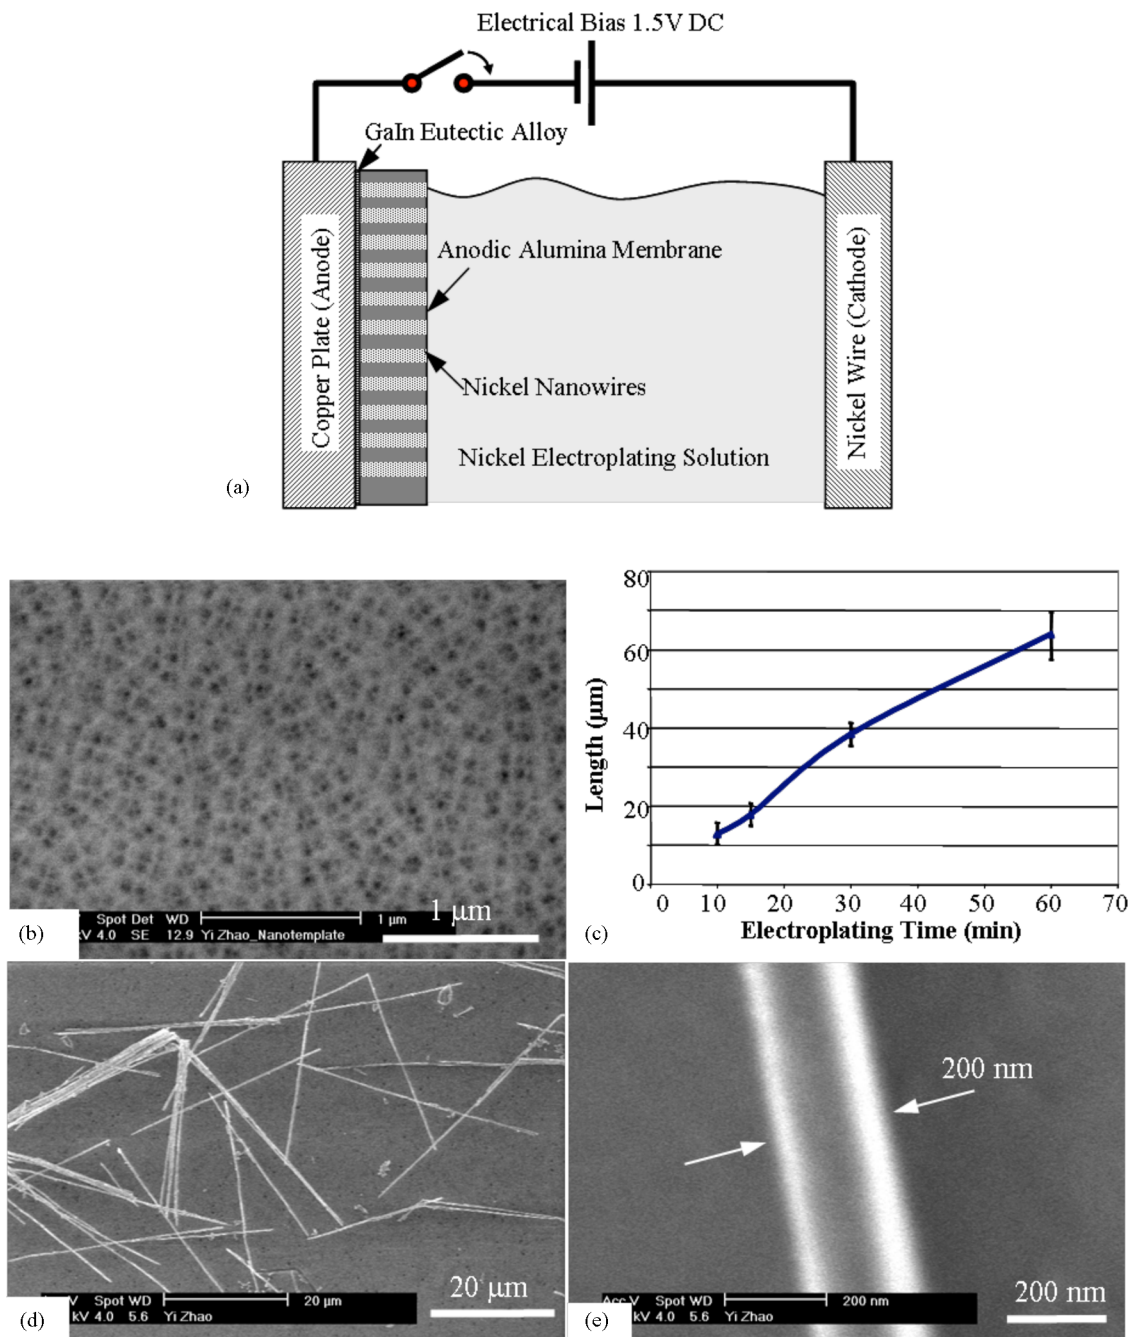 Electrical Bias 1.5V DC
GaIn Eutectic Alloy
Copper Plate (Anode)
Anodic Alumina Membrane
Nickel Nanowires
Nickel Electroplating Solution
Nickel Wire (Cathode)
(a)
Spot Det WD
1 µm
kV 4.0 SE 12.9 Yi Zhao_Nanotemplate
1 µm
(b)
80
60
40
20
0
Length (µm)
0 10 20 30 40 50 60 70
Electroplating Time (min)
(c)
V Spot WD
20 µm
kV 4.0 5.6 Yi Zhao
20 µm
(d)
200 nm
Acc V Spot WD
200 nm
kV 4.0 5.6 Yi Zhao
200 nm
(e)